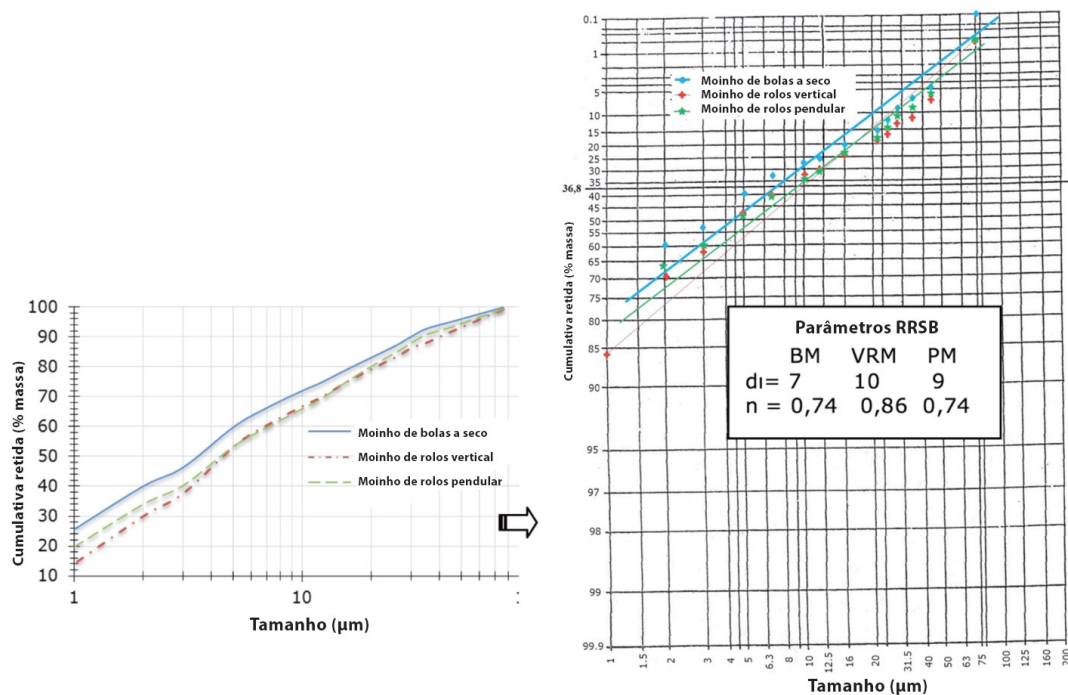 Cumulativa retida (% massa)
100
90
80
70
60
50
40
30
20
10
Moinho de bolas a seco
Moinho de rolos vertical
Moinho de rolos pendular
1
10
Tamanho (µm)
Cumulativa retida (% massa)
0.1
1
5
10
15
20
25
30
35
36,8
40
45
50
55
60
65
70
75
80
85
90
95
97
98
99
99.9
Moinho de bolas a seco
Moinho de rolos vertical
Moinho de rolos pendular
Parâmetros RRSB
BM VRM PM
d1= 7 10 9
n = 0,74 0,86 0,74
1 1.5 2 3 4 5 6.3 8 10 12 16 20 25 31.5 40 50 63 75 100 125 150 200
Tamanho (µm)